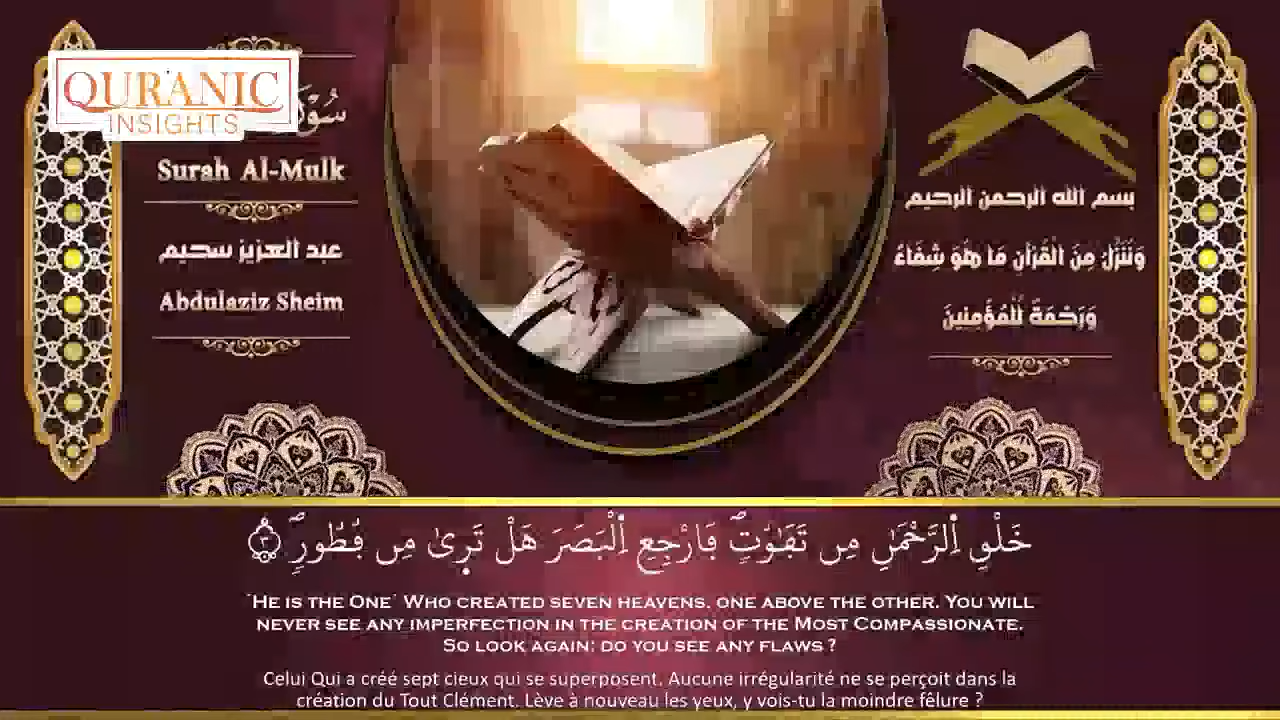 QURANIC
INSIGHTS
Surah Al-Mulk
عبد العزيز سحيم
Abdulaziz Sheim
بسم الله الرحمن الرحيم
وَنُنَزِّلُ مِنَ الْقُرْآنِ مَا هُوَ شِفَاءٌ
وَرَحْمَةٌ لِّلْمُؤْمِنِينَ
خَلْقِ اِ۬لرَّحْمَٰنِ مِن تَفَٰوُتٖۖ فَارْجِعِ اِ۬لْبَصَرَ هَلْ تَر۪ىٰ مِن فُطُورٖۖ ٣
"He is the One" Who created seven heavens, one above the other. You will
never see any imperfection in the creation of the Most Compassionate.
So look again: do you see any flaws ?
Celui Qui a créé sept cieux qui se superposent. Aucune irrégularité ne se perçoit dans la
création du Tout Clément. Lève à nouveau les yeux, y vois-tu la moindre fêlure ?